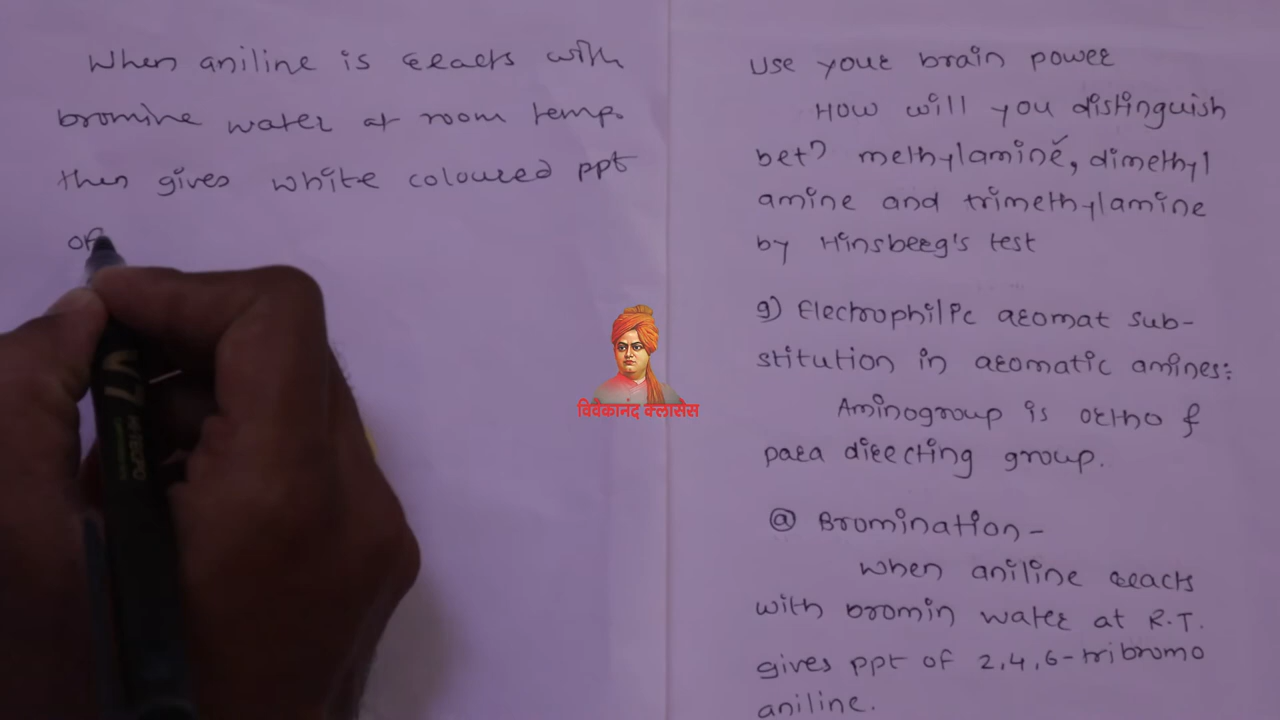 When aniline is reacts with
bromine water at room temp.
then gives white coloured ppt
of
Use your brain power
How will you distinguish
betn methylamine, dimethyl
amine and trimethylamine
by Hinsberg's test
g) Electrophilic aromat sub-
stitution in aromatic amines:
Aminogroup is ortho &
para directing group.
ⓐ Bromination-
When aniline reacts
with bromin water at R.T.
gives ppt of 2,4,6-tribromo
aniline.
विवेकानंद क्लासेस
V7